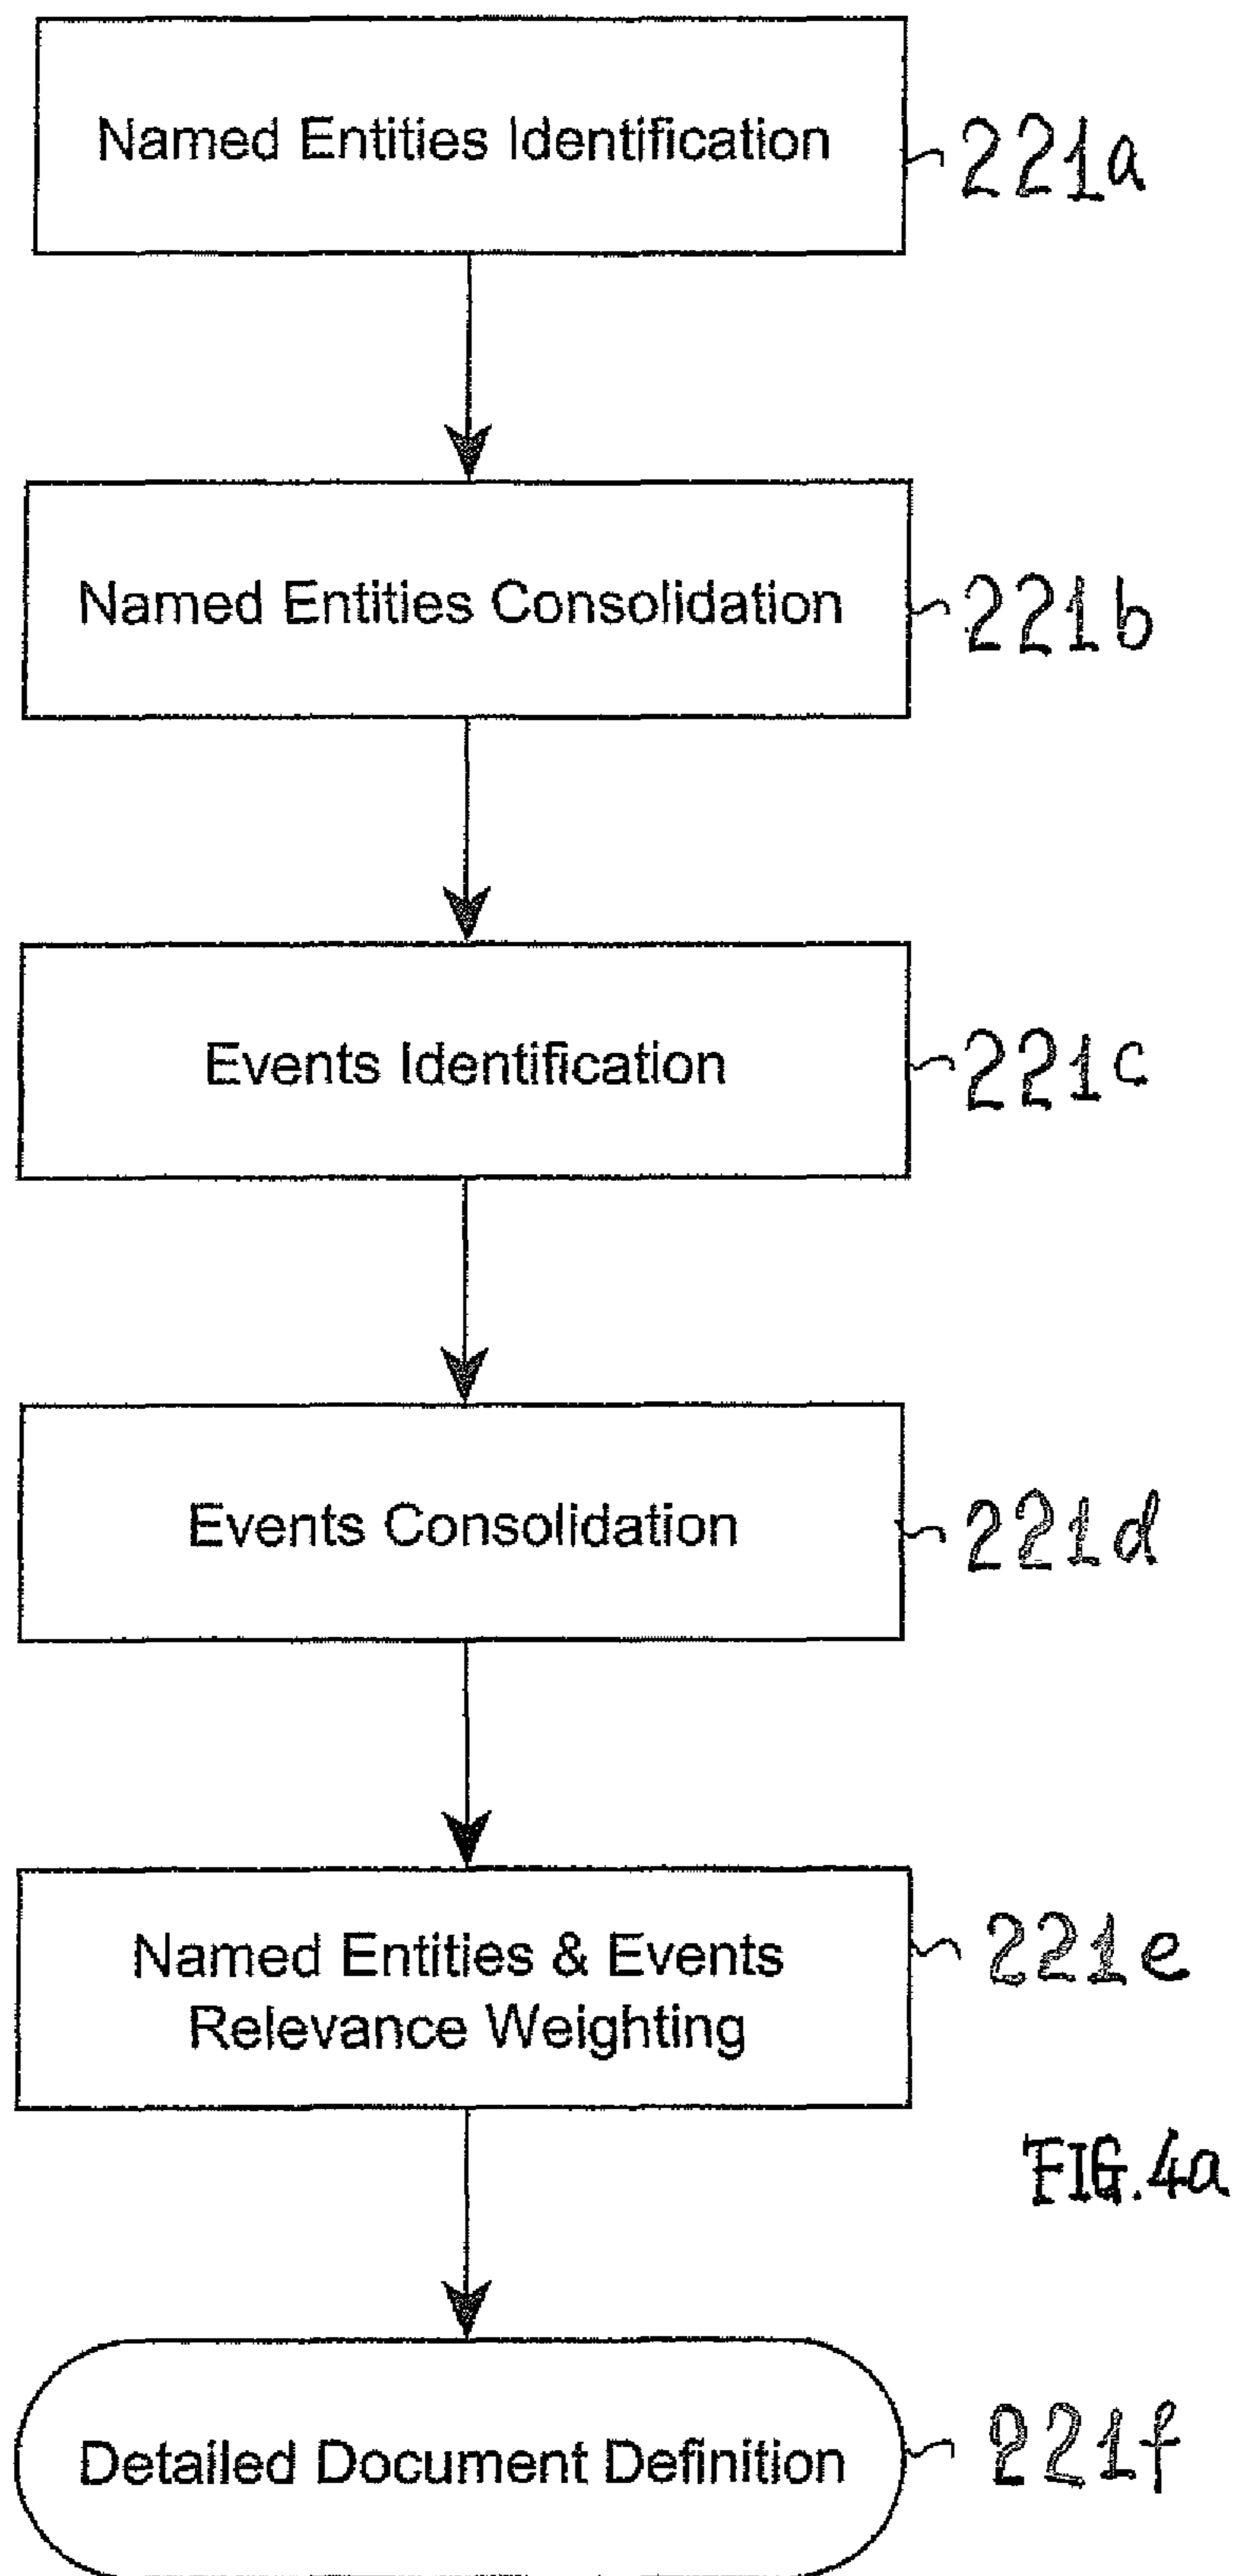 Named Entities Identification
221a
Named Entities Consolidation
221b
Events Identification
221c
Events Consolidation
221d
Named Entities & Events
Relevance Weighting
221e
FIG. 4a
Detailed Document Definition
221f